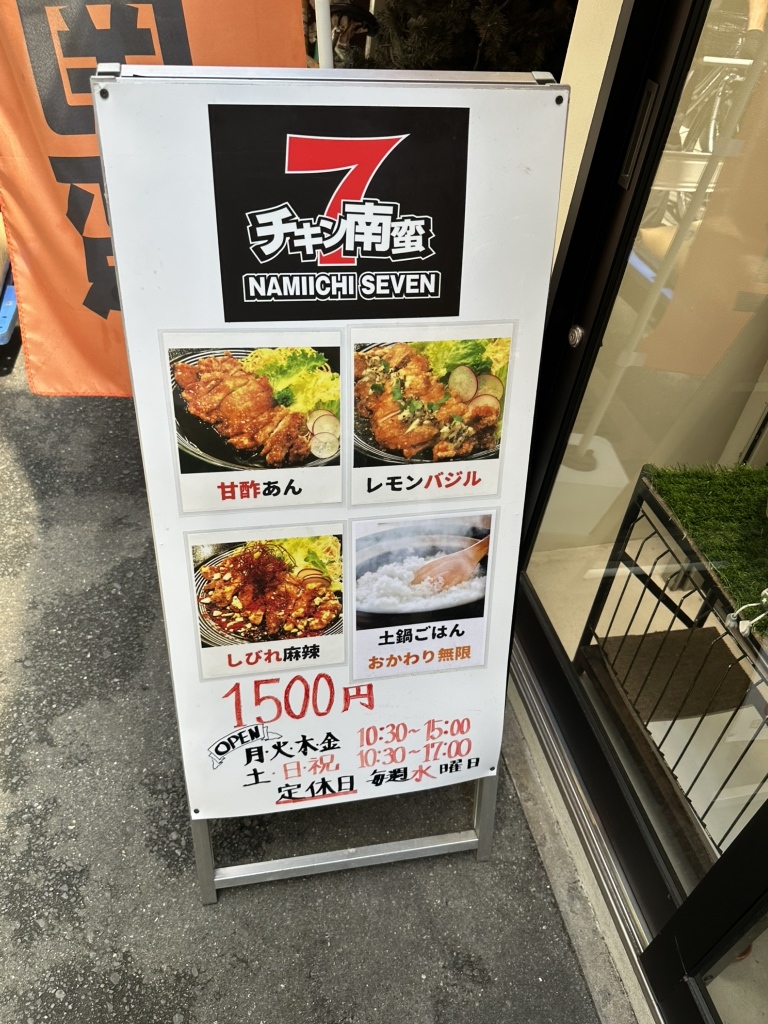 7
チキン南蛮
NAMIICHI SEVEN
甘酢あん
レモンバジル
しびれ麻辣
土鍋ごはん
おかわり無限
1500円
OPEN
月・火・木・金 10:30~15:00
土・日・祝 10:30~17:00
定休日 毎週水曜日